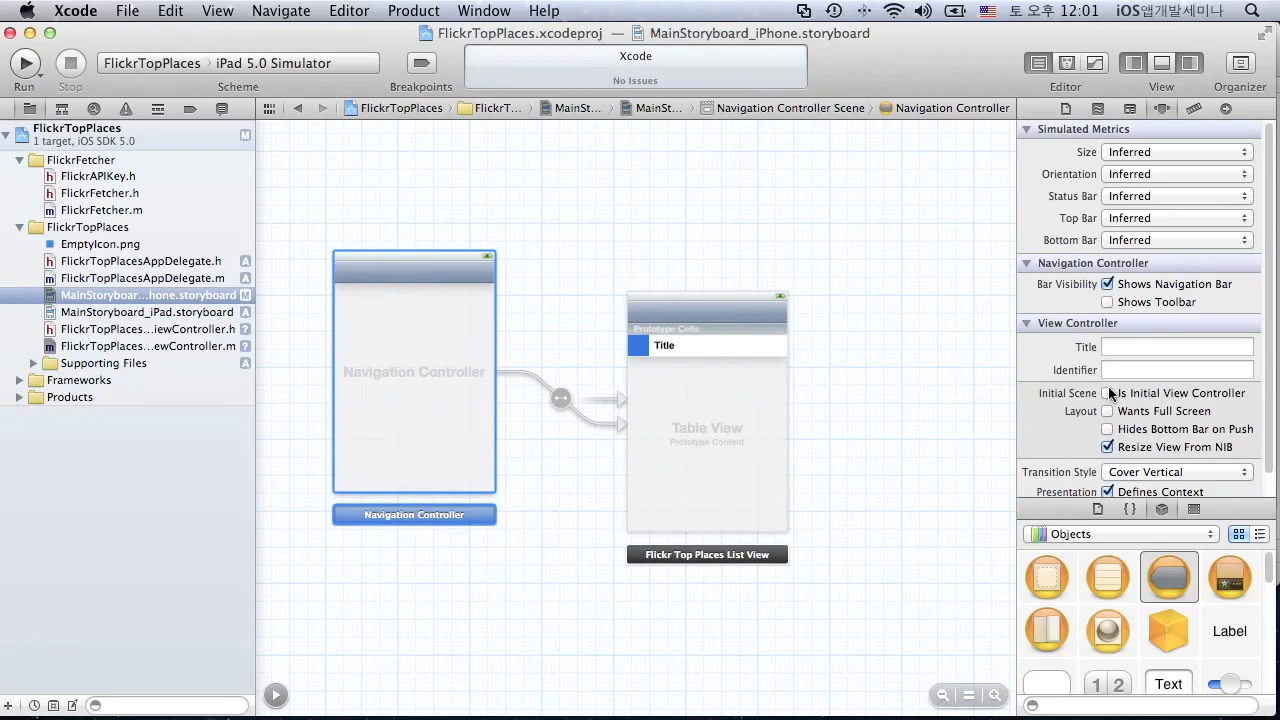 Xcode File Edit View Navigate Editor Product Window Help 토 오후 12:01 iOS앱개발세미나
FlickrTopPlaces.xcodeproj — MainStoryboard_iPhone.storyboard
FlickrTopPlaces › iPad 5.0 Simulator
Xcode
No Issues
Run Stop Scheme Breakpoints Editor View Organizer
FlickrTopPlaces FlickrT... MainSt... MainSt... Navigation Controller Scene Navigation Controller
FlickrTopPlaces M
1 target, iOS SDK 5.0
FlickrFetcher
FlickrAPIKey.h
FlickrFetcher.h
FlickrFetcher.m
FlickrTopPlaces
EmptyIcon.png
FlickrTopPlacesAppDelegate.h A
FlickrTopPlacesAppDelegate.m A
MainStoryboar...hone.storyboard M
MainStoryboard_iPad.storyboard A
FlickrTopPlaces...iewController.h ?
FlickrTopPlaces...ewController.m ?
Supporting Files A
Frameworks
Products
Navigation Controller
Navigation Controller
Prototype Cells
Title
Table View
Prototype Content
Flickr Top Places List View
Simulated Metrics
Size Inferred
Orientation Inferred
Status Bar Inferred
Top Bar Inferred
Bottom Bar Inferred
Navigation Controller
Bar Visibility Shows Navigation Bar
Shows Toolbar
View Controller
Title
Identifier
Initial Scene Is Initial View Controller
Layout Wants Full Screen
Hides Bottom Bar on Push
Resize View From NIB
Transition Style Cover Vertical
Presentation Defines Context
Objects
Label
1 2 Text